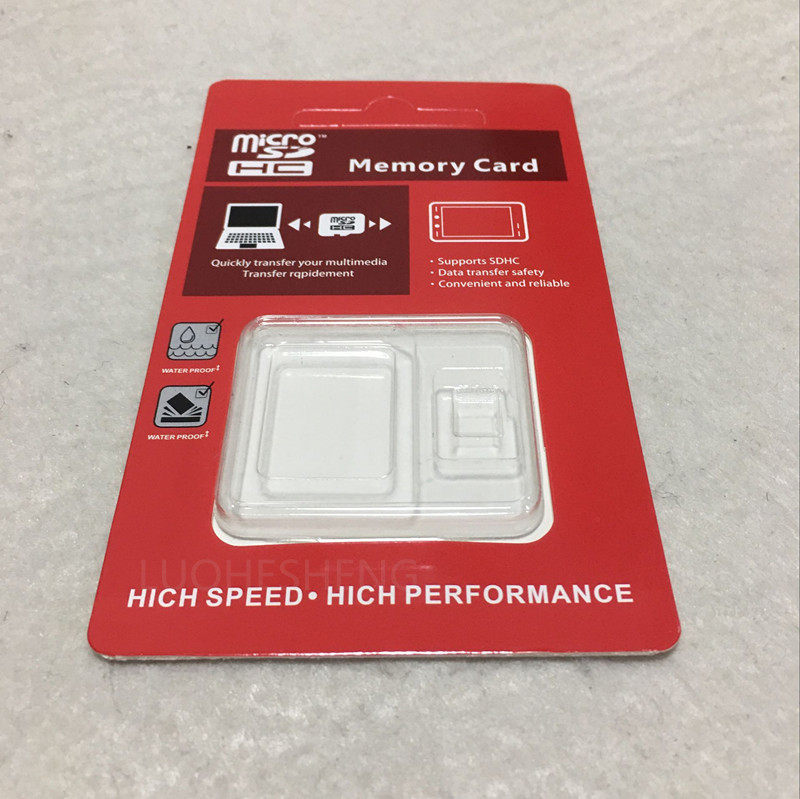 micro™
SD
HC
Memory Card
micro
SD
HC
Quickly transfer your multimedia
Transfer rqpidement
• Supports SDHC
• Data transfer safety
• Convenient and reliable
WATER PROOF‡
WATER PROOF‡
LUOHESHENG
HICH SPEED • HICH PERFORMANCE